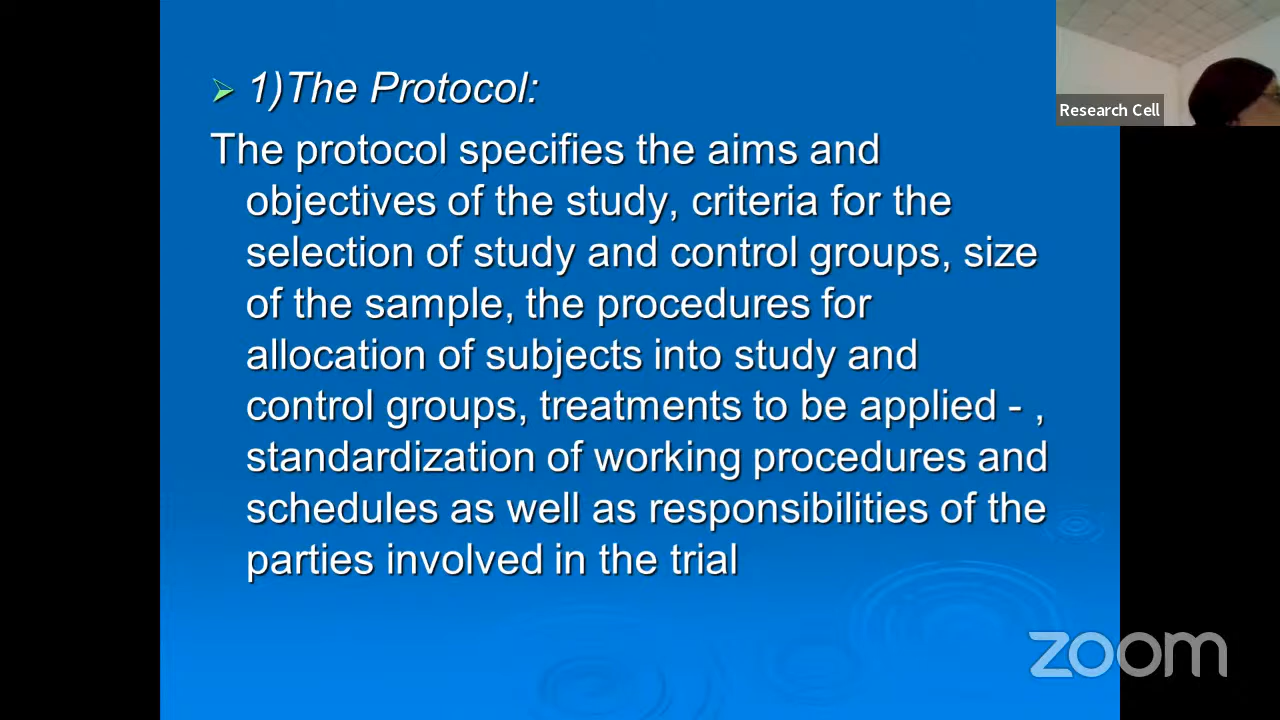 1)The Protocol:
The protocol specifies the aims and
objectives of the study, criteria for the
selection of study and control groups, size
of the sample, the procedures for
allocation of subjects into study and
control groups, treatments to be applied - ,
standardization of working procedures and
schedules as well as responsibilities of the
parties involved in the trial
Research Cell
zoom